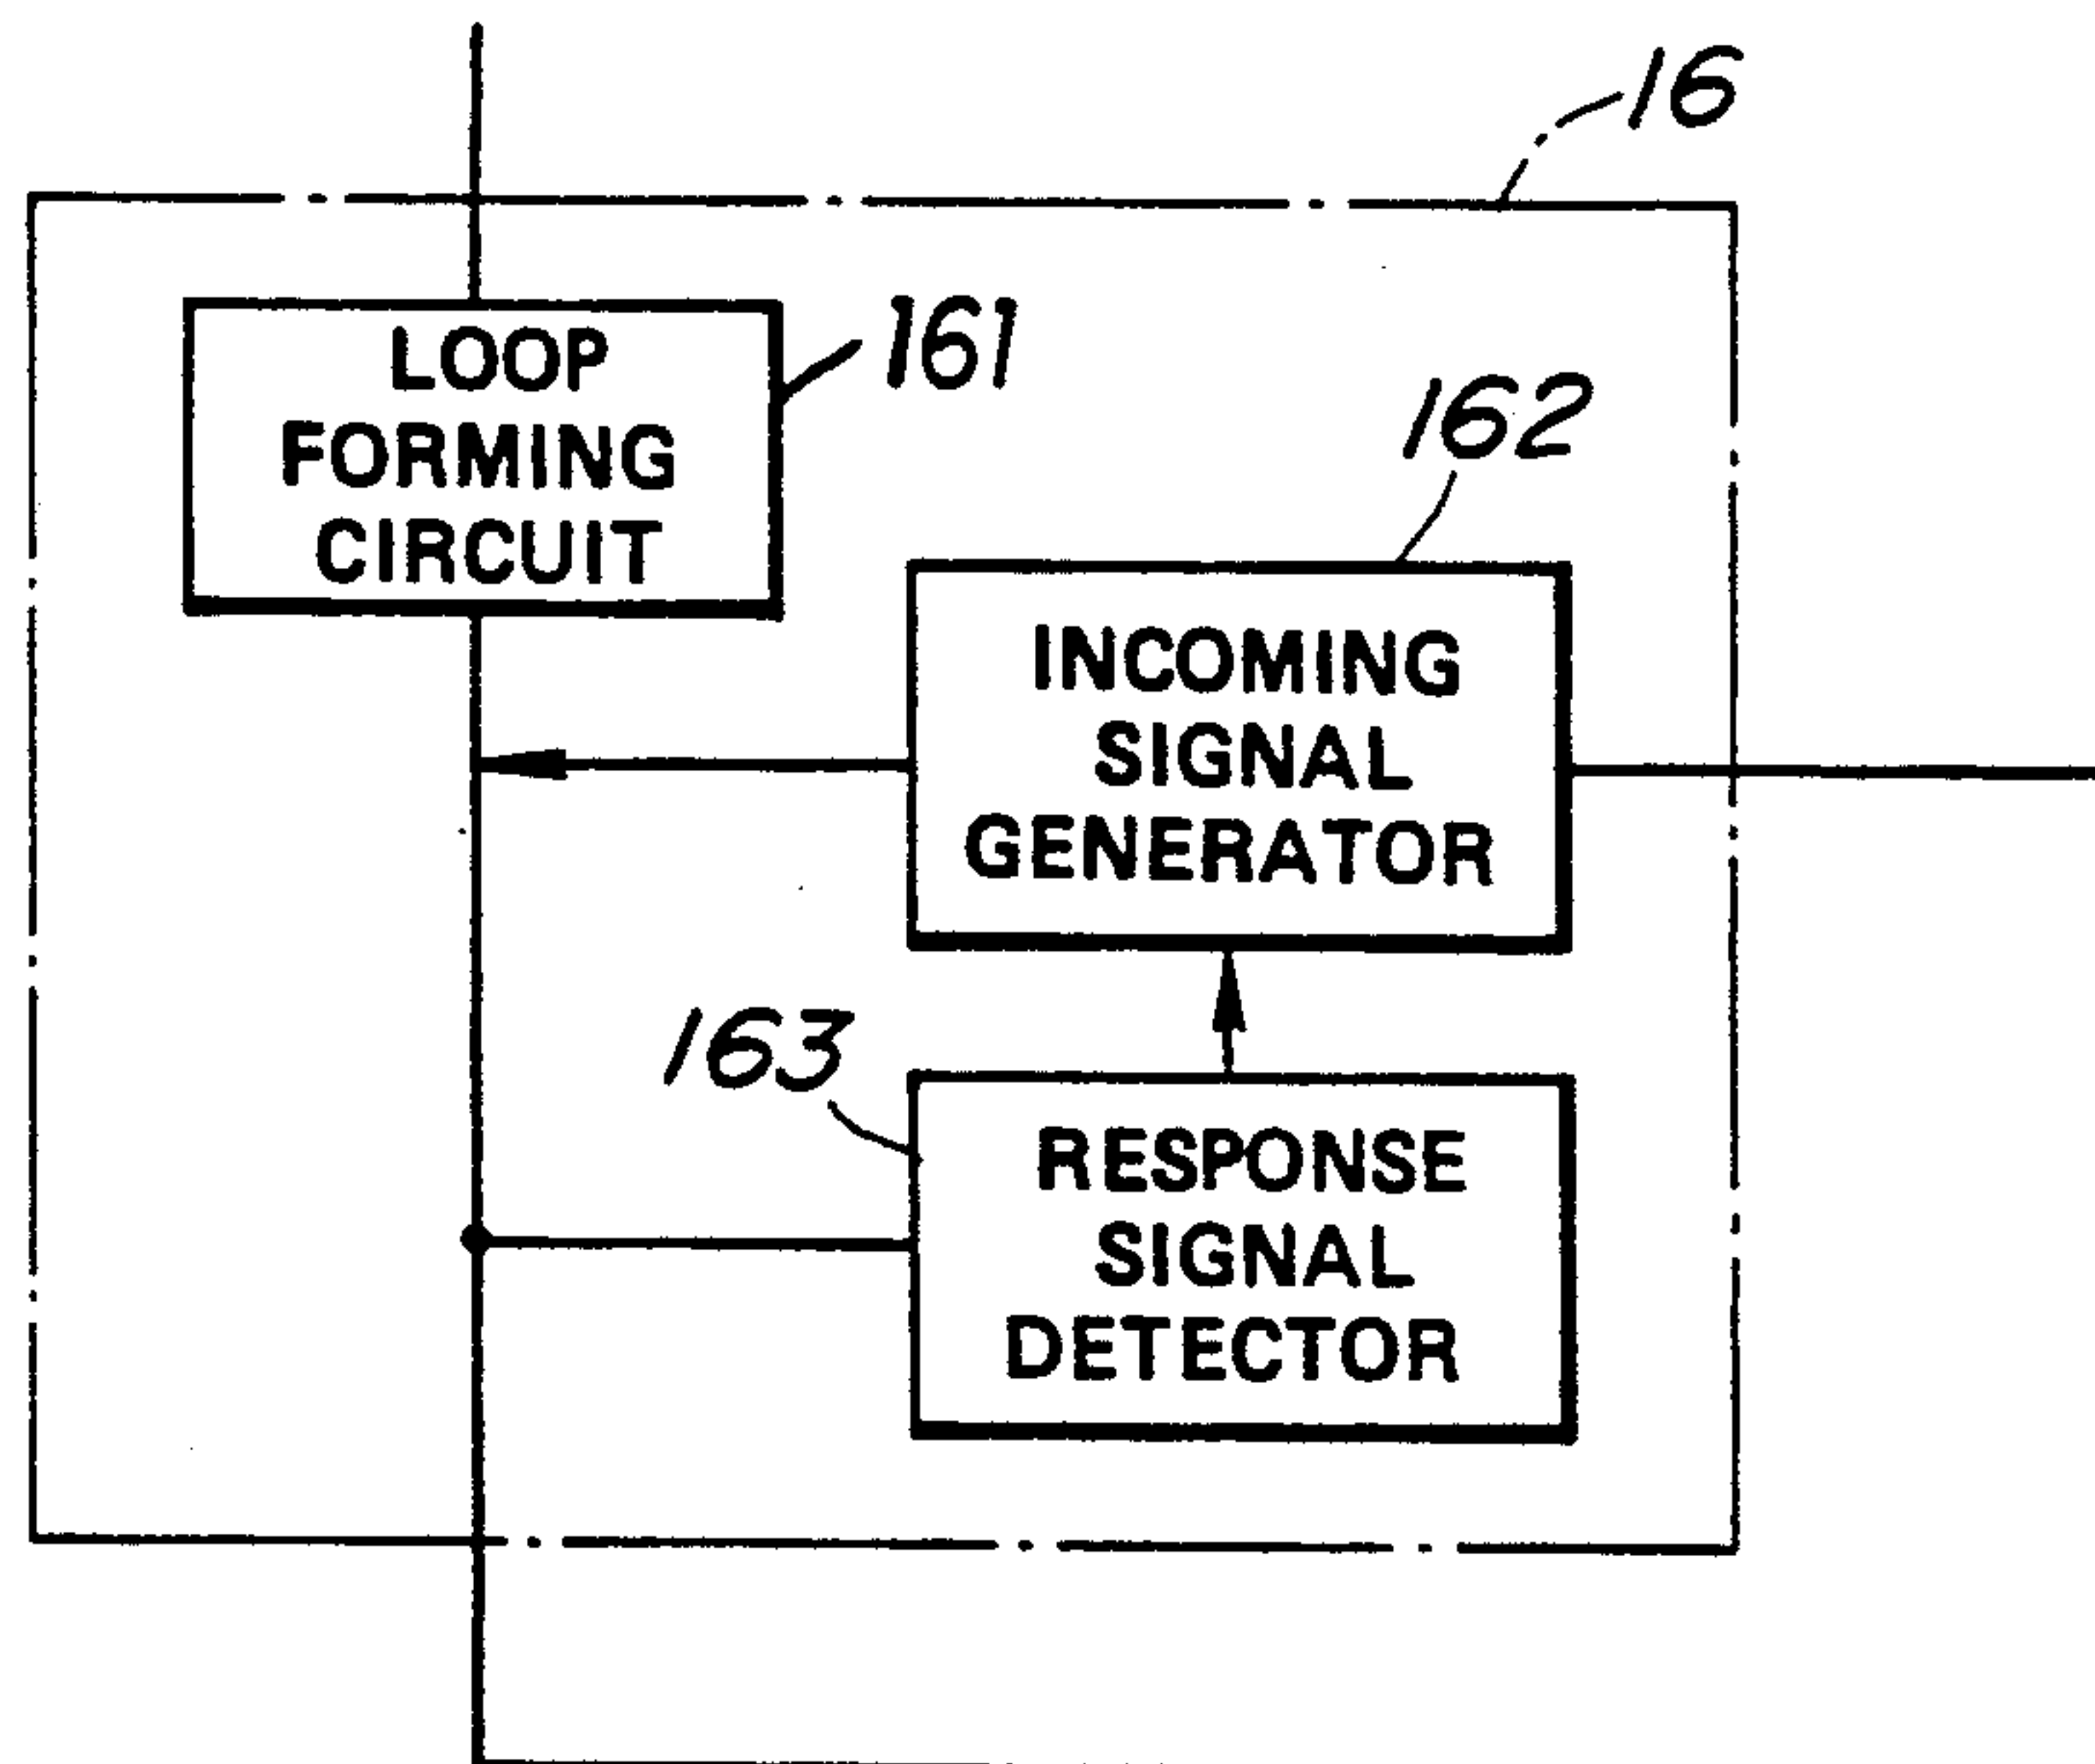 16
LOOP
FORMING
CIRCUIT
161
162
INCOMING
SIGNAL
GENERATOR
163
RESPONSE
SIGNAL
DETECTOR